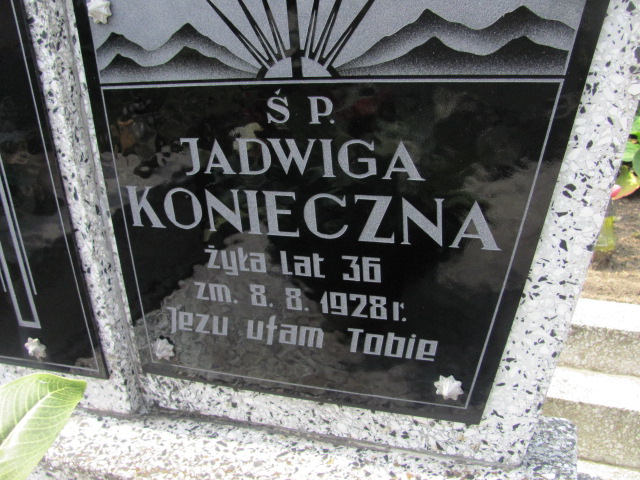 Ś P.
JADWIGA
KONIECZNA
żyła lat 36
zm. 8. 8. 1928 r.
Jezu ufam Tobie